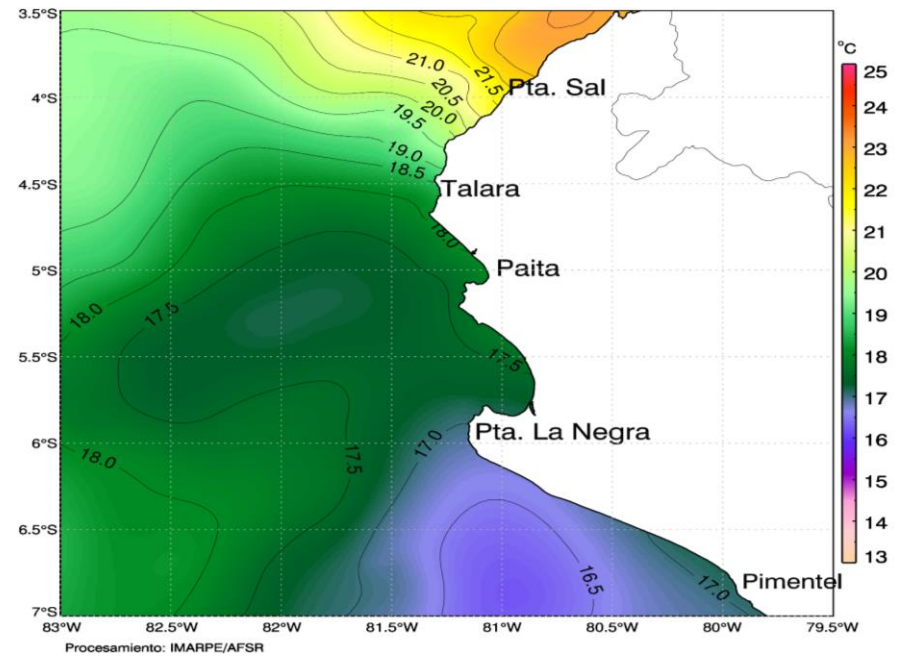 3.5°S
°C
25
21.0
21.5
Pta. Sal
20.5
4°S
24
20.0
19.5
23
19.0
18.5
4.5°S
Talara
22
18.0
21
5°S
Paita
20
18.0
17.5
19
5.5°S
17.5
18
17
6°S
Pta. La Negra
17.0
18.0
17.5
16
15
6.5°S
14
16.5
17.0
Pimentel
13
7°S
83°W 82.5°W 82°W 81.5°W 81°W 80.5°W 80°W 79.5°W
Procesamiento: IMARPE/AFSR